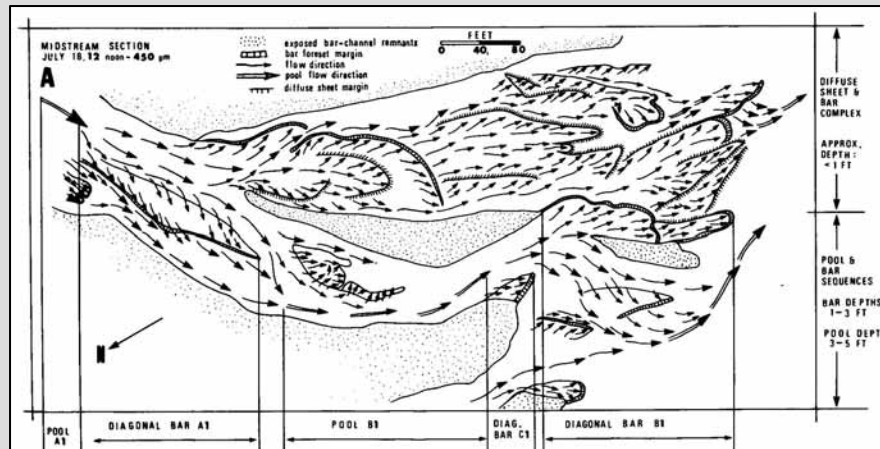 MIDSTREAM SECTION
JULY 18, 12 noon-450 gm
A
exposed bar-channel remnants
bar foreset margin
flow direction
pool flow direction
diffuse sheet margin
FEET
0 40, 80
DIFFUSE
SHEET &
BAR
COMPLEX
APPROX.
DEPTH:
<1 FT
POOL &
BAR
SEQUENCES
BAR DEPTHS
1-3 FT
POOL DEPT
3-5 FT
N
POOL
A1
DIAGONAL BAR A1
POOL B1
DIAG.
BAR C1
DIAGONAL BAR B1